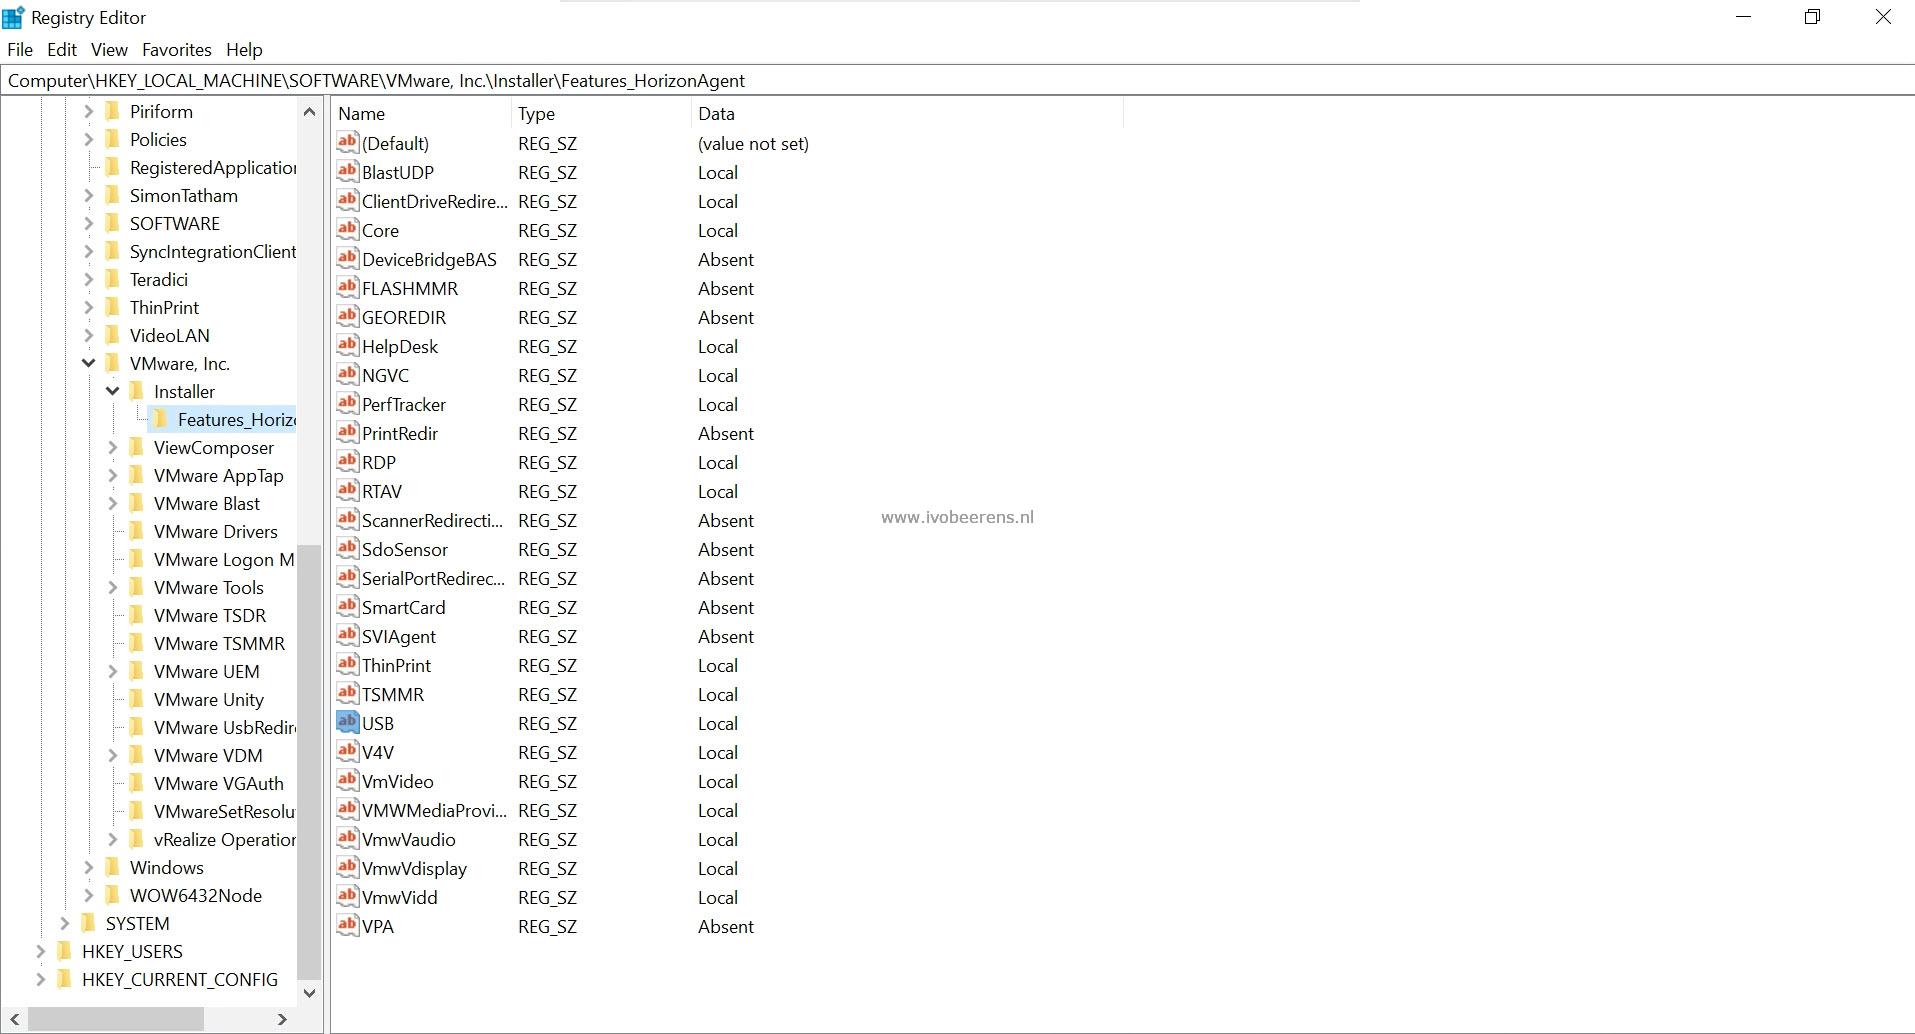 Registry Editor
File Edit View Favorites Help
Computer\HKEY_LOCAL_MACHINE\SOFTWARE\VMware, Inc.\Installer\Features_HorizonAgent
Piriform
Policies
RegisteredApplication
SimonTatham
SOFTWARE
SyncIntegrationClient
Teradici
ThinPrint
VideoLAN
VMware, Inc.
Installer
Features_Horizo
ViewComposer
VMware AppTap
VMware Blast
VMware Drivers
VMware Logon M
VMware Tools
VMware TSDR
VMware TSMMR
VMware UEM
VMware Unity
VMware UsbRedir
VMware VDM
VMware VGAuth
VMwareSetResolu
vRealize Operation
Windows
WOW6432Node
SYSTEM
HKEY_USERS
HKEY_CURRENT_CONFIG
Name Type Data
(Default) REG_SZ (value not set)
BlastUDP REG_SZ Local
ClientDriveRedire... REG_SZ Local
Core REG_SZ Local
DeviceBridgeBAS REG_SZ Absent
FLASHMMR REG_SZ Absent
GEOREDIR REG_SZ Absent
HelpDesk REG_SZ Local
NGVC REG_SZ Local
PerfTracker REG_SZ Local
PrintRedir REG_SZ Absent
RDP REG_SZ Local
RTAV REG_SZ Local
ScannerRedirecti... REG_SZ Absent
SdoSensor REG_SZ Absent
SerialPortRedirec... REG_SZ Absent
SmartCard REG_SZ Absent
SVIAgent REG_SZ Absent
ThinPrint REG_SZ Local
TSMMR REG_SZ Local
USB REG_SZ Local
V4V REG_SZ Local
VmVideo REG_SZ Local
VMWMediaProvi... REG_SZ Local
VmwVaudio REG_SZ Local
VmwVdisplay REG_SZ Local
VmwVidd REG_SZ Local
VPA REG_SZ Absent
www.ivobeerens.nl